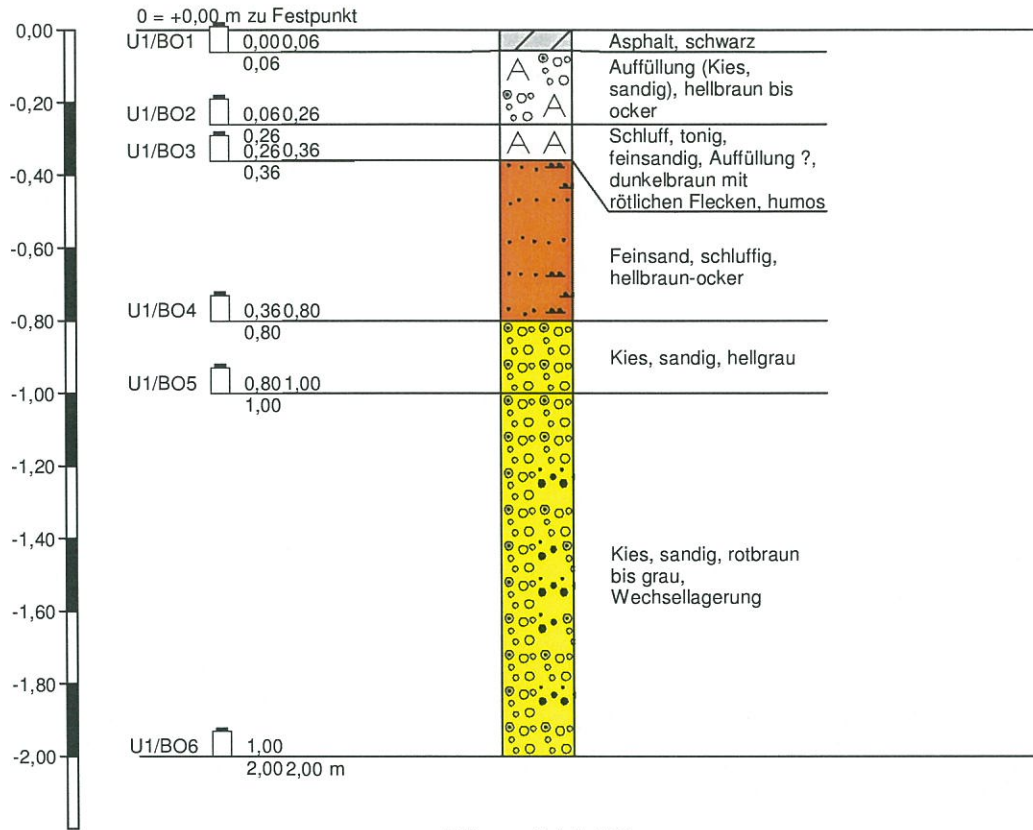 0 = +0,00 m zu Festpunkt
0,00
U1/BO1 0,00 0,06
0,06
Asphalt, schwarz
Auffüllung (Kies,
sandig), hellbraun bis
ocker
-0,20
U1/BO2 0,06 0,26
0,26
U1/BO3 0,26 0,36
0,36
Schluff, tonig,
feinsandig, Auffüllung ?,
dunkelbraun mit
rötlichen Flecken, humos
A
A
A A
-0,40
-0,60
Feinsand, schluffig,
hellbraun-ocker
U1/BO4 0,36 0,80
-0,80
0,80
Kies, sandig, hellgrau
U1/BO5 0,80 1,00
-1,00
1,00
-1,20
-1,40
Kies, sandig, rotbraun
bis grau,
Wechsellagerung
-1,60
-1,80
U1/BO6 1,00
-2,00
2,00 2,00 m